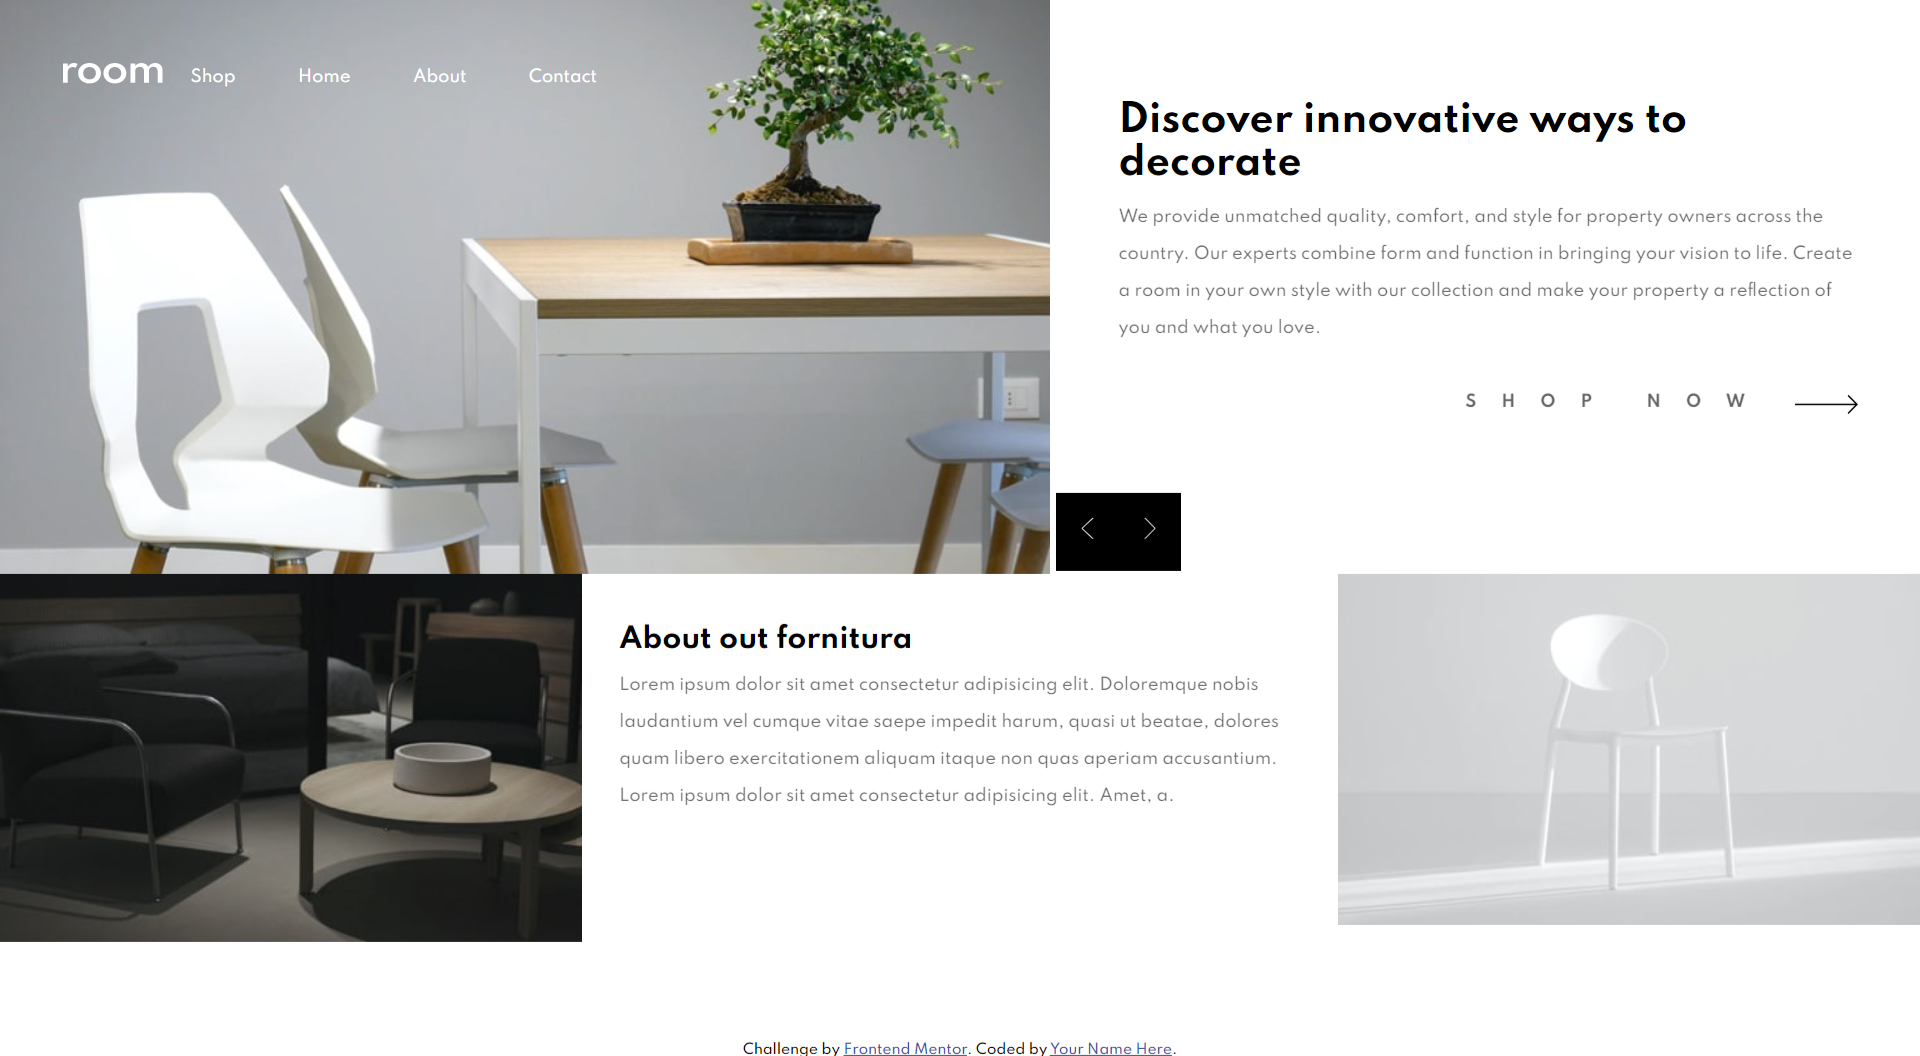 room Shop Home About Contact
Discover innovative ways to
decorate
We provide unmatched quality, comfort, and style for property owners across the
country. Our experts combine form and function in bringing your vision to life. Create
a room in your own style with our collection and make your property a reflection of
you and what you love.
SHOP NOW
About out fornitura
Lorem ipsum dolor sit amet consectetur adipisicing elit. Doloremque nobis
laudantium vel cumque vitae saepe impedit harum, quasi ut beatae, dolores
quam libero exercitationem aliquam itaque non quas aperiam accusantium.
Lorem ipsum dolor sit amet consectetur adipisicing elit. Amet, a.
Challenge by Frontend Mentor. Coded by Your Name Here.